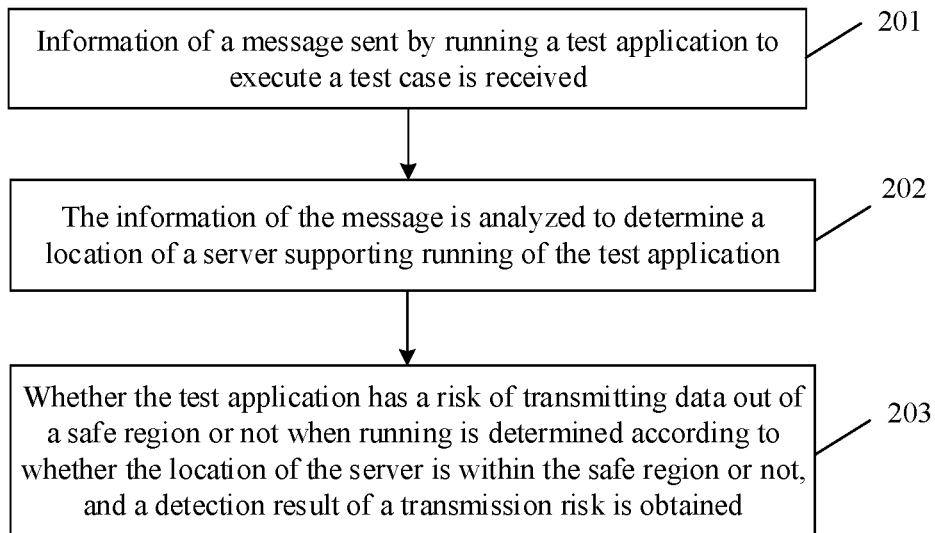 Information of a message sent by running a test application to
execute a test case is received
201
The information of the message is analyzed to determine a
location of a server supporting running of the test application
202
Whether the test application has a risk of transmitting data out of
a safe region or not when running is determined according to
whether the location of the server is within the safe region or not,
and a detection result of a transmission risk is obtained
203